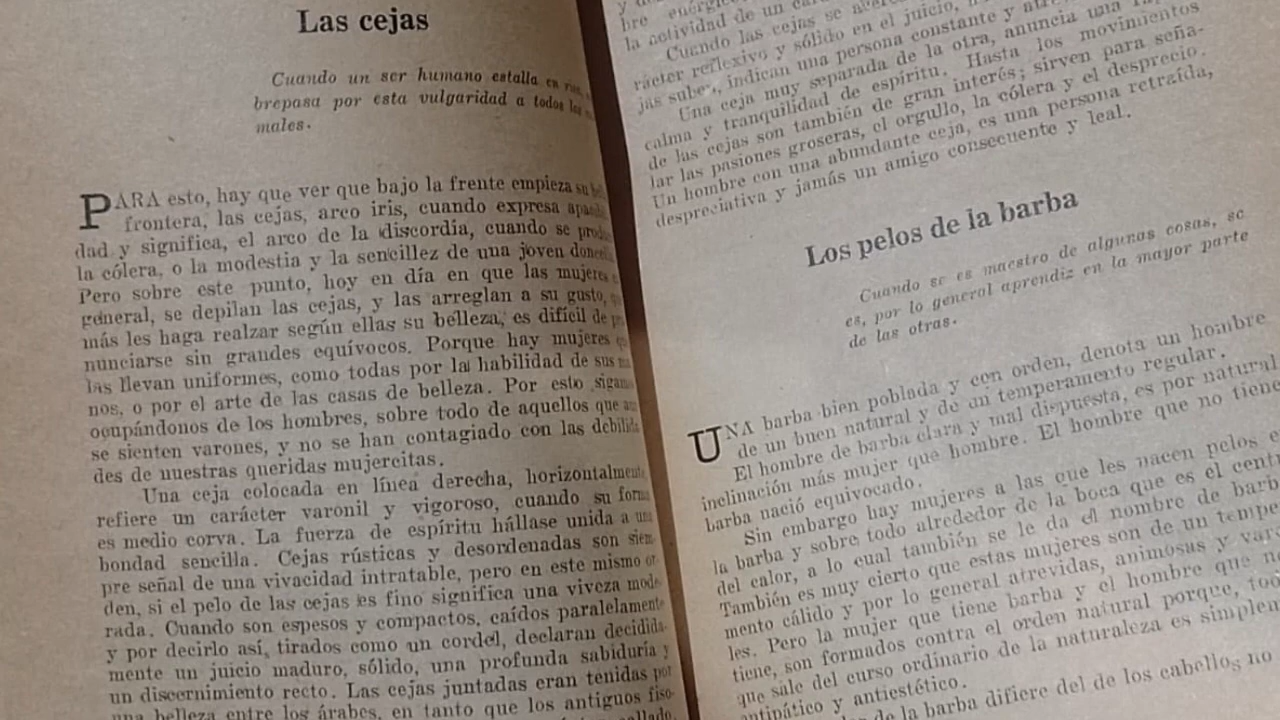 Las cejas
Cuando un ser humano estalla en
brepasa por esta vulgaridad a todos los
males.
PARA esto, hay que ver que bajo la frente empieza su
frontera, las cejas, arco iris, cuando expresa
dad y significa, el arco de la discordia, cuando se
la cólera, o la modestia y la sencillez de una joven
Pero sobre este punto, hoy en día en que las mujeres
general, se depilan las cejas, y las arreglan a su gusto,
más les haga realzar según ellas su belleza, es difícil de
nunciarse sin grandes equívocos. Porque hay mujeres
las llevan uniformes, como todas por la habilidad de sus
nos, o por el arte de las casas de belleza. Por esto
ocupándonos de los hombres, sobre todo de aquellos que
se sienten varones, y no se han contagiado con las debilida
des de nuestras queridas mujercitas.
Una ceja colocada en línea derecha, horizontalmente
refiere un carácter varonil y vigoroso, cuando su forma
es medio corva. La fuerza de espíritu hállase unida a una
bondad sencilla. Cejas rústicas y desordenadas son siem-
pre señal de una vivacidad intratable, pero en este mismo or-
den, si el pelo de las cejas es fino significa una viveza mode-
rada. Cuando son espesos y compactos, caídos paralelamente
y por decirlo así, tirados como un cordel, declaran decidida-
mente un juicio maduro, sólido, una profunda sabiduría y
un discernimiento recto. Las cejas juntadas eran tenidas por
una belleza entre los árabes, en tanto que los antiguos fiso-
la actividad de un
Cuando las cejas se
rácter reflexivo y sólido en el juicio,
jas suben, indican una persona constante y
Una ceja muy separada de la otra, anuncia una
calma y tranquilidad de espíritu. Hasta los movimientos
de las cejas son también de gran interés; sirven para seña-
lar las pasiones groseras, el orgullo, la cólera y el desprecio.
Un hombre con una abundante ceja, es una persona retraída,
despreciativa y jamás un amigo consecuente y leal.
Los pelos de la barba
Cuando se es maestro de algunas cosas, se
es, por lo general aprendiz en la mayor parte
de las otras.
UNA barba bien poblada y con orden, denota un hombre
de un buen natural y de un temperamento regular.
El hombre de barba clara y mal dispuesta, es por natural
inclinación más mujer que hombre. El hombre que no tiene
barba nació equivocado.
Sin embargo hay mujeres a las que les nacen pelos
la barba y sobre todo alrededor de la boca que es el
del calor, a lo cual también se le da el nombre de
También es muy cierto que estas mujeres son de un
mento cálido y por lo general atrevidas, animosas y
les. Pero la mujer que tiene barba y el hombre que
tiene, son formados contra el orden natural porque,
que sale del curso ordinario de la naturaleza es
antipático y antiestético.
de la barba difiere del de los cabellos no